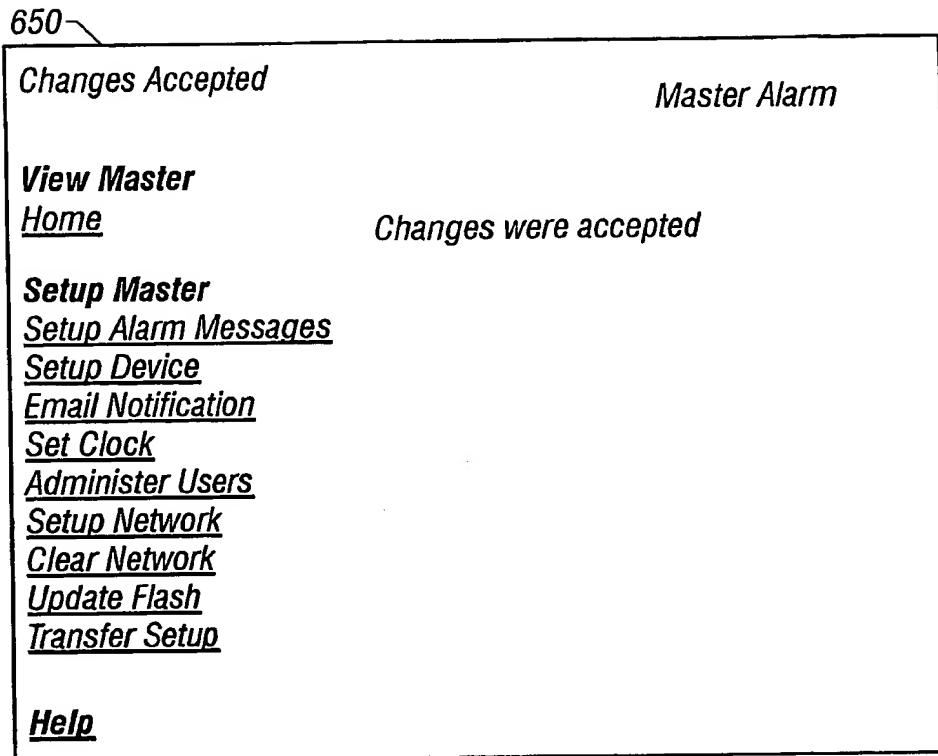 650
Changes Accepted
Master Alarm
View Master
Home
Changes were accepted
Setup Master
Setup Alarm Messages
Setup Device
Email Notification
Set Clock
Administer Users
Setup Network
Clear Network
Update Flash
Transfer Setup
Help